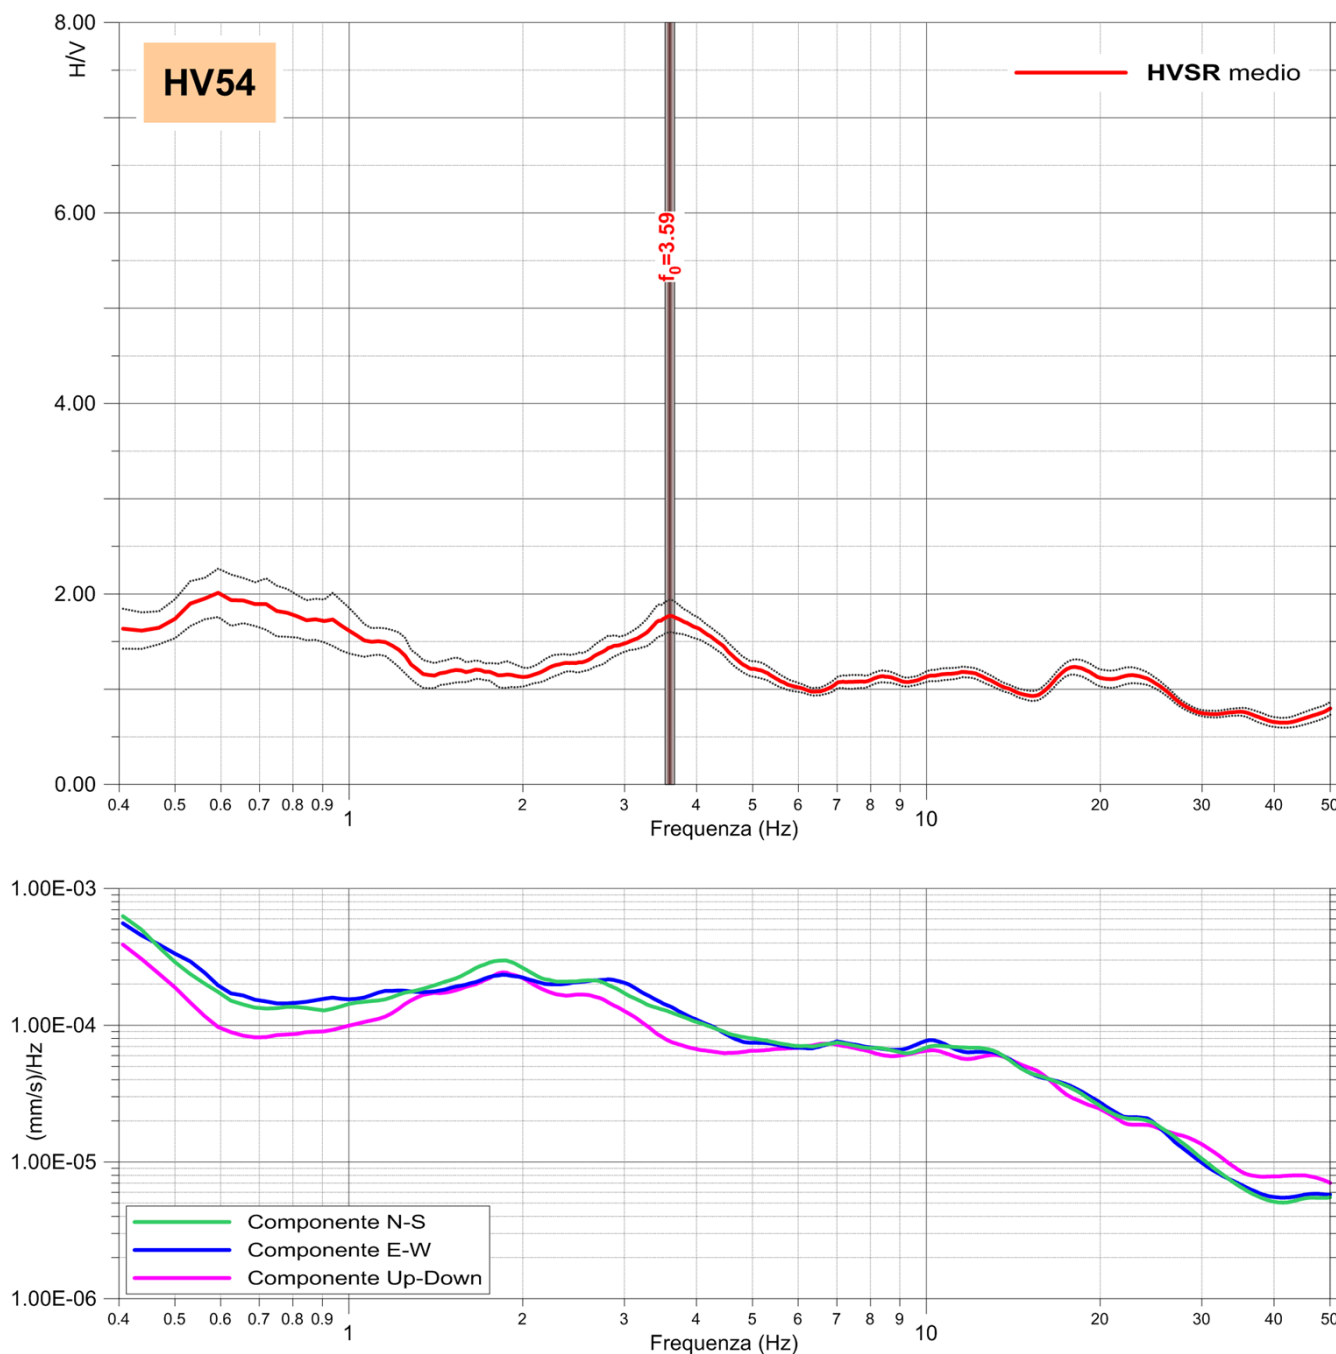 8.00
H/V
HV54
HVSR medio
6.00
f0=3.59
4.00
2.00
0.00
0.4 0.5 0.6 0.7 0.8 0.9 1 2 3 4 5 6 7 8 9 10 20 30 40 50
Frequenza (Hz)
1.00E-03
1.00E-04
(mm/s)/Hz
1.00E-05
Componente N-S
Componente E-W
Componente Up-Down
1.00E-06
0.4 0.5 0.6 0.7 0.8 0.9 1 2 3 4 5 6 7 8 9 10 20 30 40 50
Frequenza (Hz)